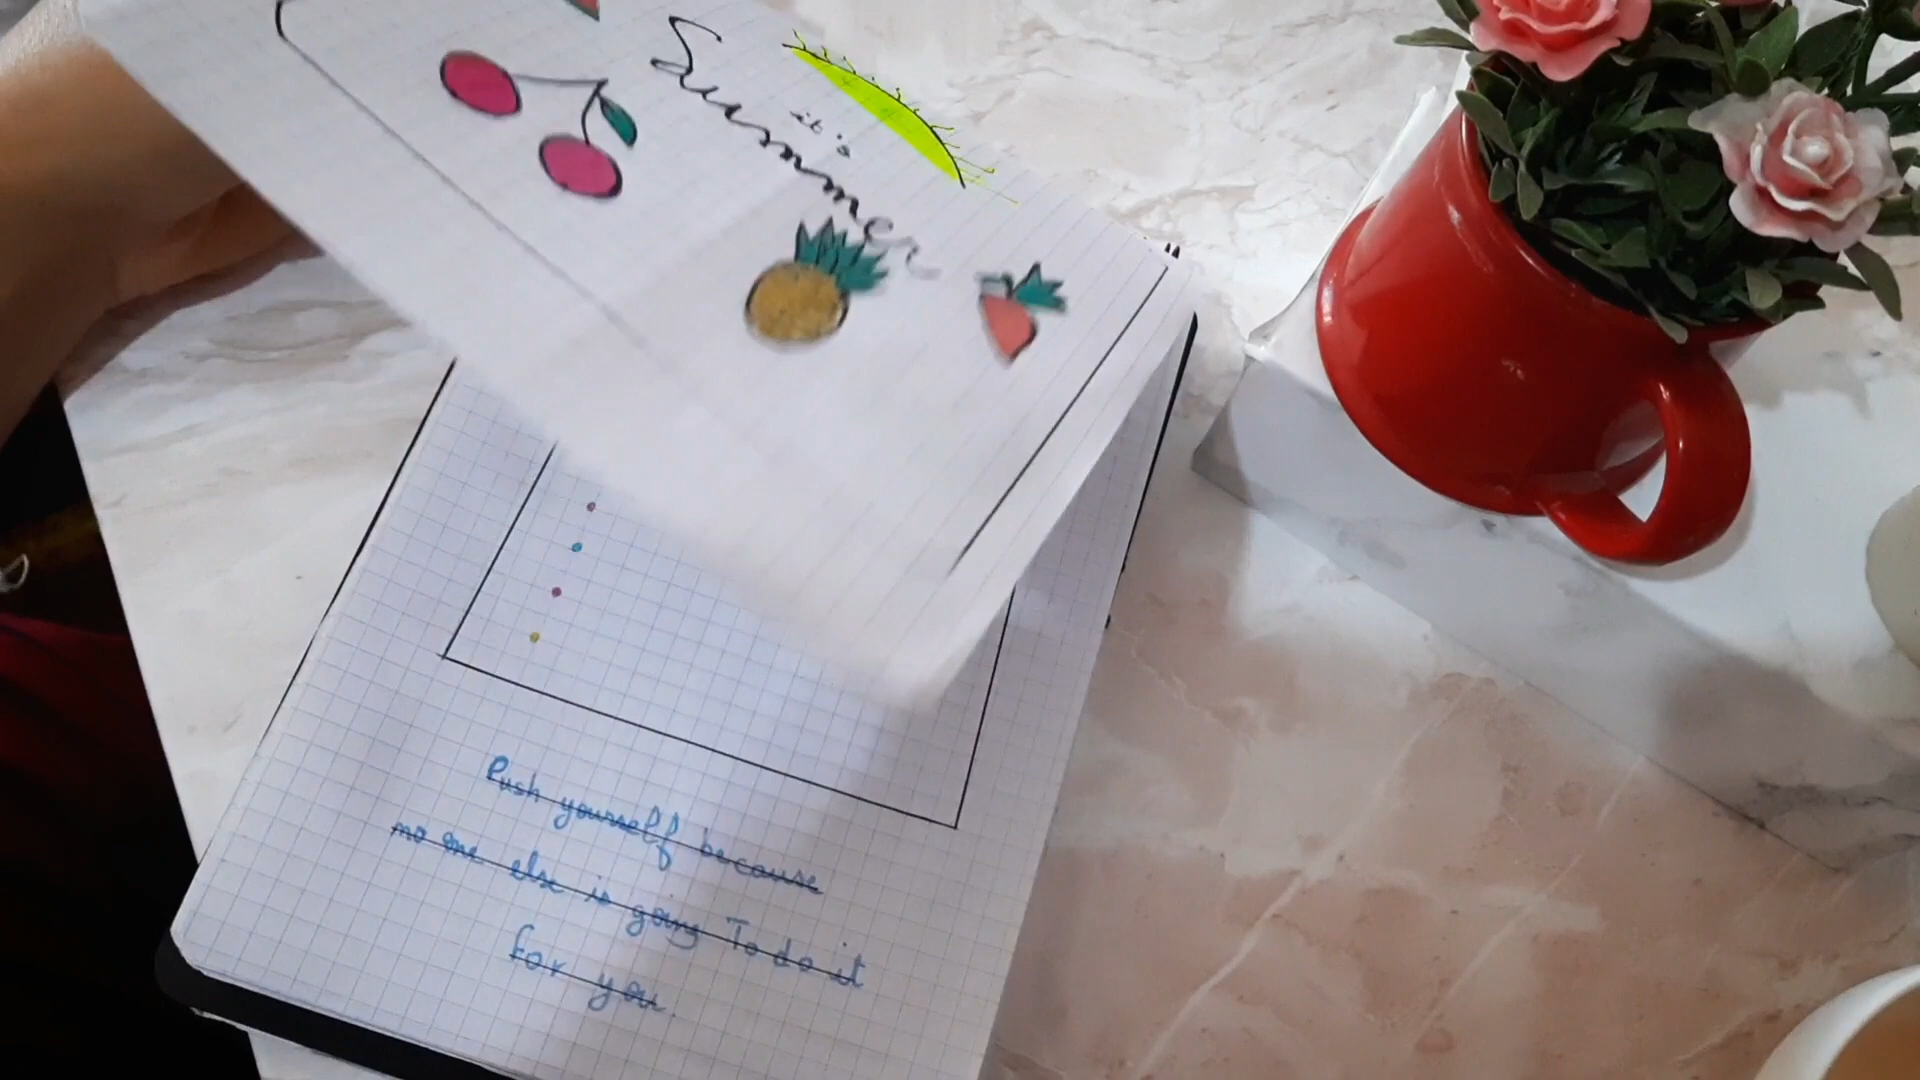 it's
Summer
Push yourself because
no one else is going To do it
for you.